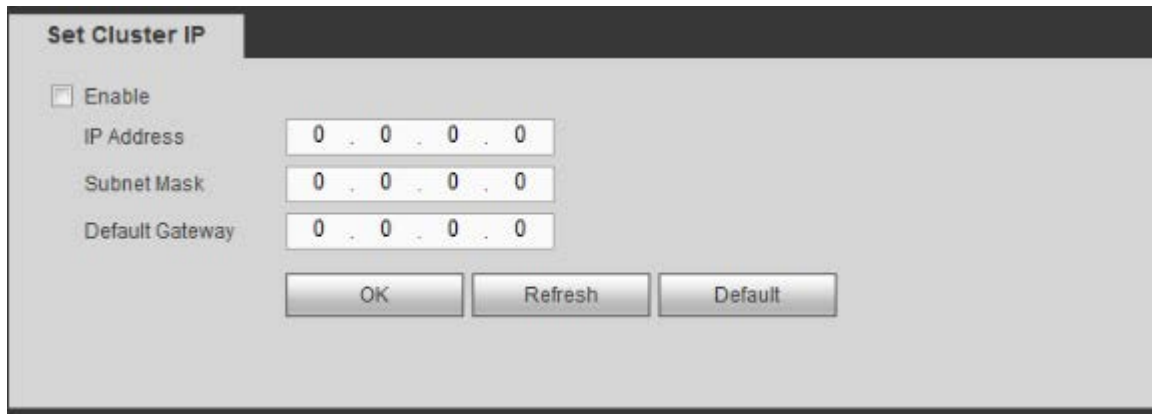 Set Cluster IP
Enable
IP Address 0 . 0 . 0 . 0
Subnet Mask 0 . 0 . 0 . 0
Default Gateway 0 . 0 . 0 . 0
OK Refresh Default